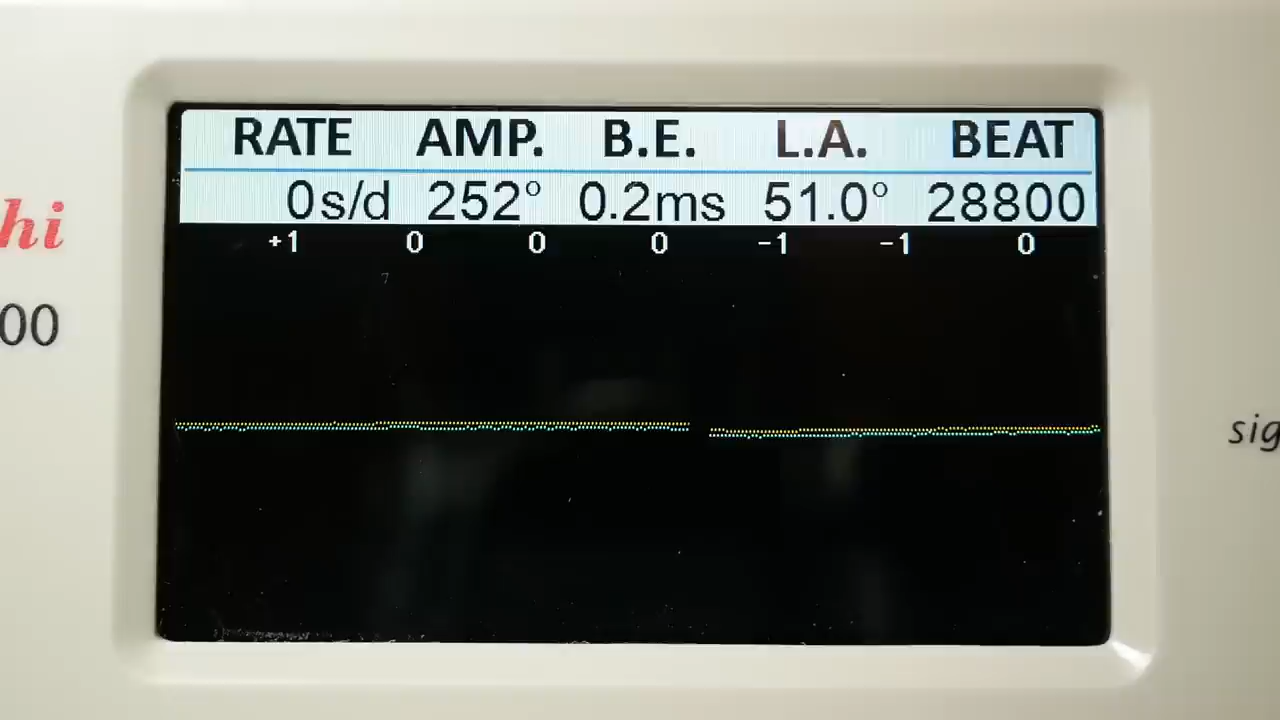 RATE AMP. B.E. L.A. BEAT
0s/d 252° 0.2ms 51.0° 28800
+1 0 0 0 -1 -1 0
hi
00
sig